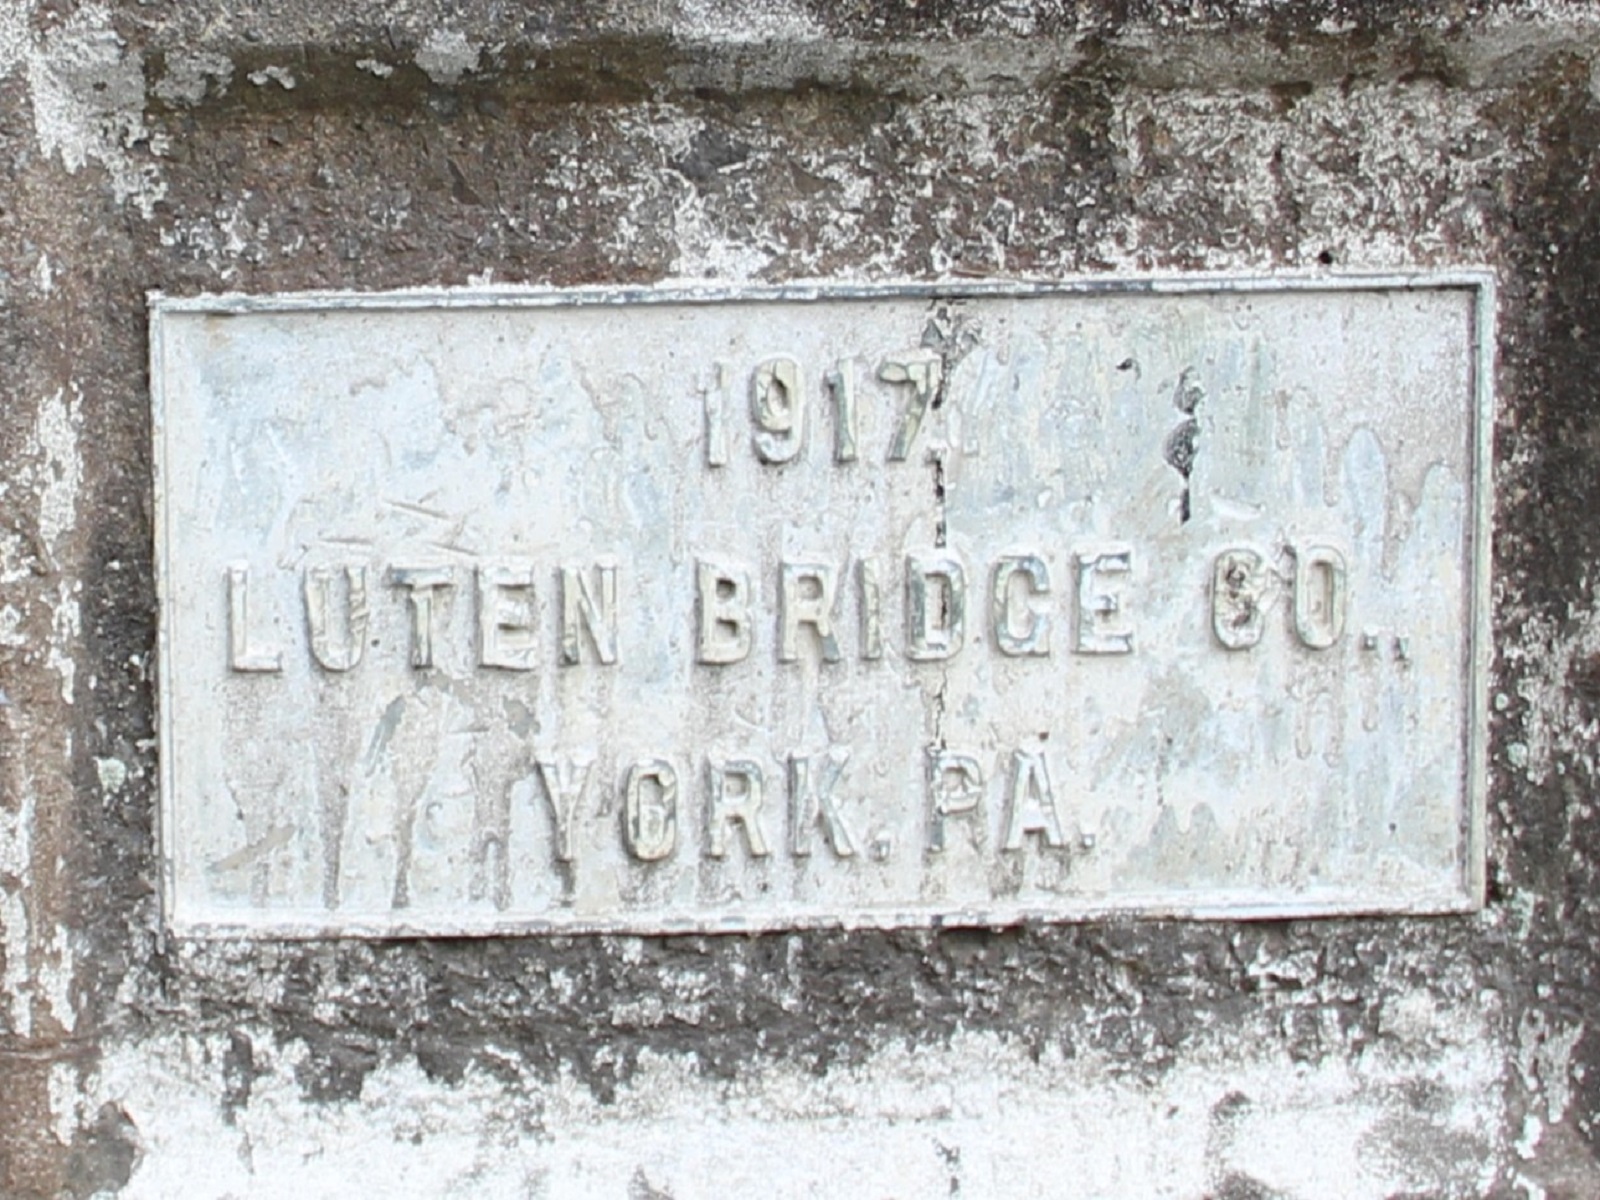 1917.
LUTEN BRIDGE CO.,
YORK. PA.